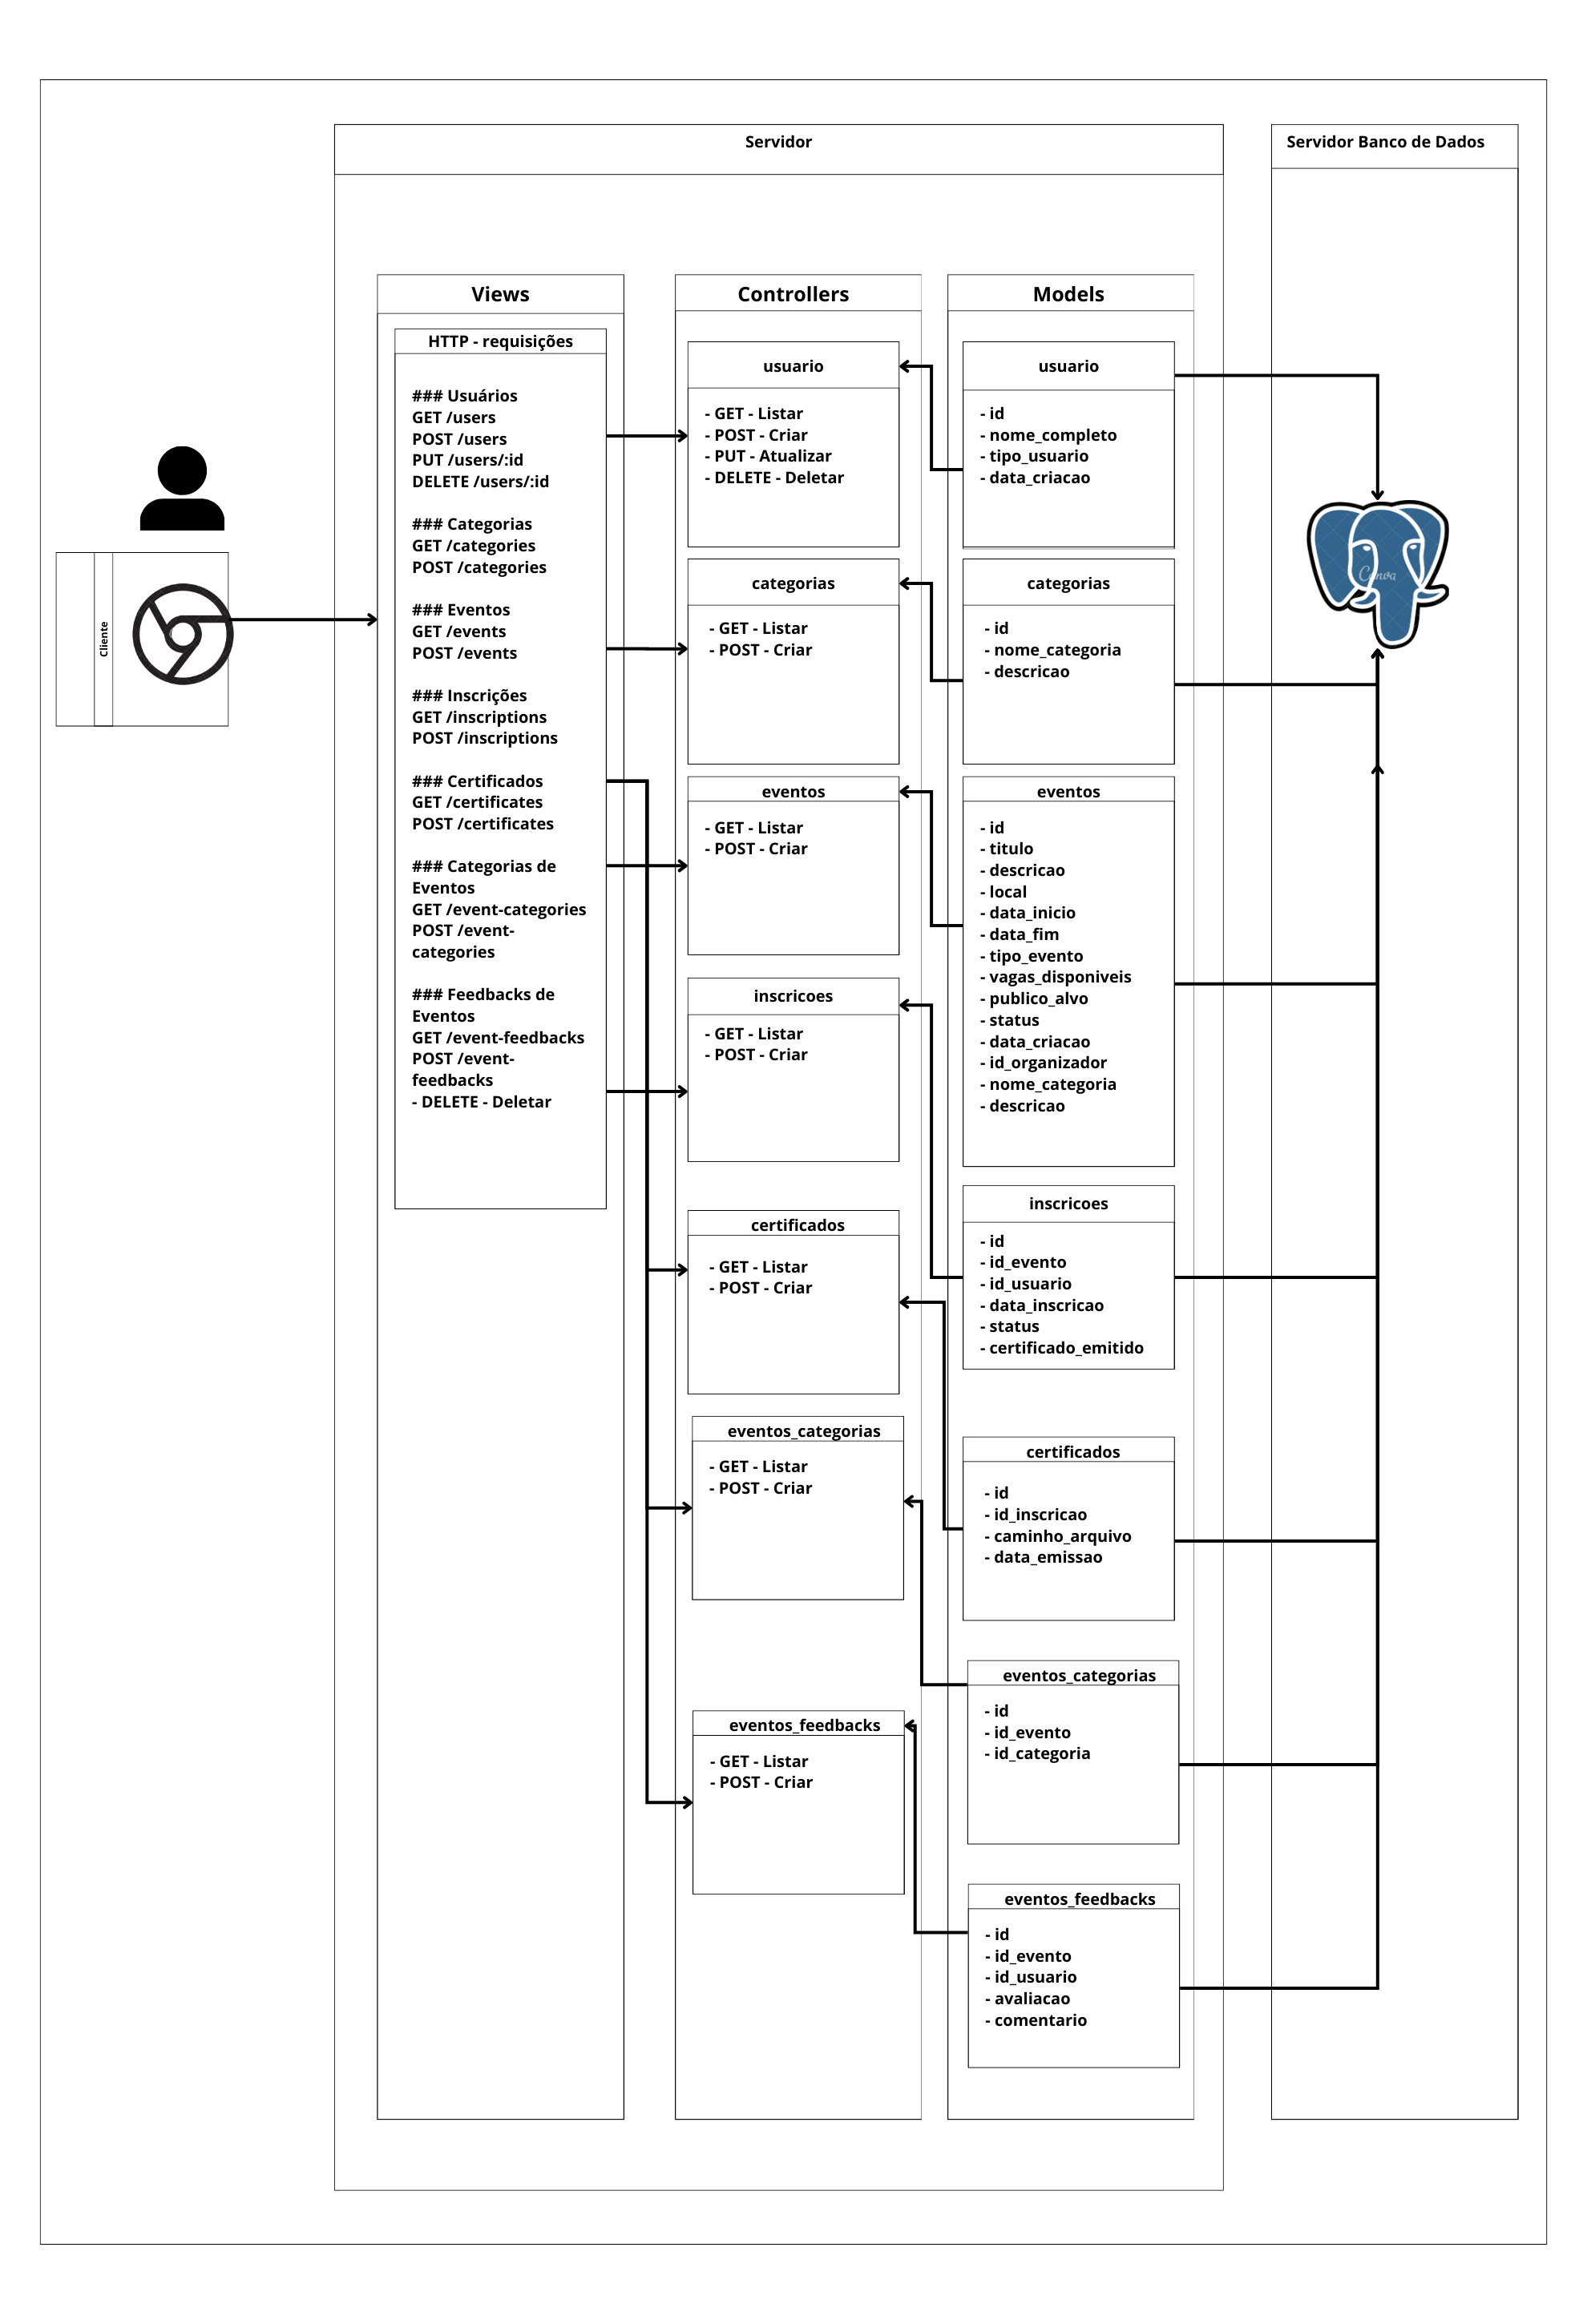 Servidor
Servidor Banco de Dados
Cliente
Views
HTTP - requisições
### Usuários
GET /users
POST /users
PUT /users/:id
DELETE /users/:id
### Categorias
GET /categories
POST /categories
### Eventos
GET /events
POST /events
### Inscrições
GET /inscriptions
POST /inscriptions
### Certificados
GET /certificates
POST /certificates
### Categorias de
Eventos
GET /event-categories
POST /event-
categories
### Feedbacks de
Eventos
GET /event-feedbacks
POST /event-
feedbacks
- DELETE - Deletar
Controllers
usuario
- GET - Listar
- POST - Criar
- PUT - Atualizar
- DELETE - Deletar
categorias
- GET - Listar
- POST - Criar
eventos
- GET - Listar
- POST - Criar
inscricoes
- GET - Listar
- POST - Criar
certificados
- GET - Listar
- POST - Criar
eventos_categorias
- GET - Listar
- POST - Criar
eventos_feedbacks
- GET - Listar
- POST - Criar
Models
usuario
- id
- nome_completo
- tipo_usuario
- data_criacao
categorias
- id
- nome_categoria
- descricao
eventos
- id
- titulo
- descricao
- local
- data_inicio
- data_fim
- tipo_evento
- vagas_disponiveis
- publico_alvo
- status
- data_criacao
- id_organizador
- nome_categoria
- descricao
inscricoes
- id
- id_evento
- id_usuario
- data_inscricao
- status
- certificado_emitido
certificados
- id
- id_inscricao
- caminho_arquivo
- data_emissao
eventos_categorias
- id
- id_evento
- id_categoria
eventos_feedbacks
- id
- id_evento
- id_usuario
- avaliacao
- comentario
Canva